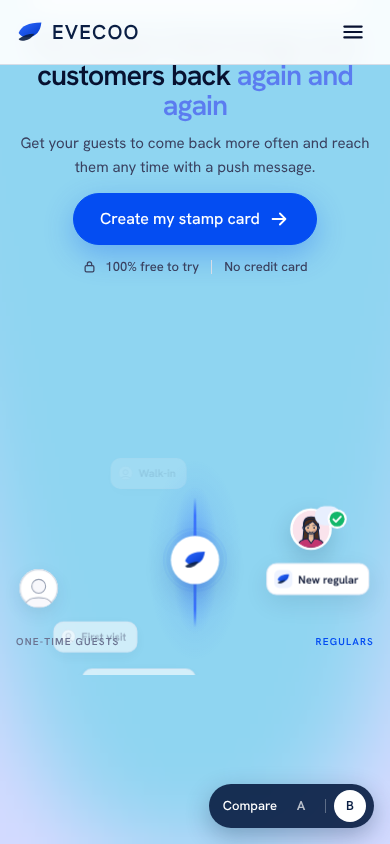 EVECOO
customers back again and
again
Get your guests to come back more often and reach
them any time with a push message.
Create my stamp card
100% free to try
No credit card
Walk-in
New regular
First visit
ONE-TIME GUESTS
REGULARS
Compare A B